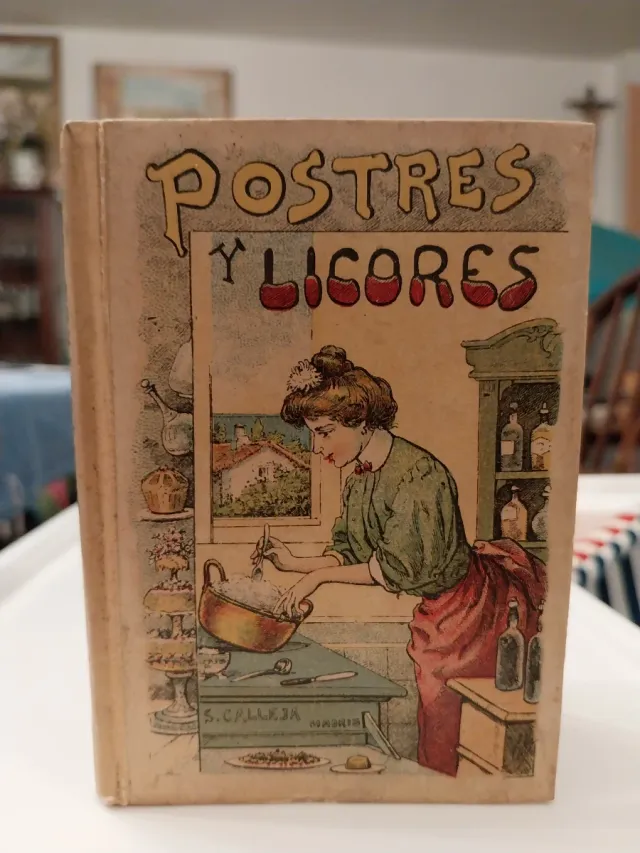 POSTRES
Y LICORES
S. CALLEJA MADRID